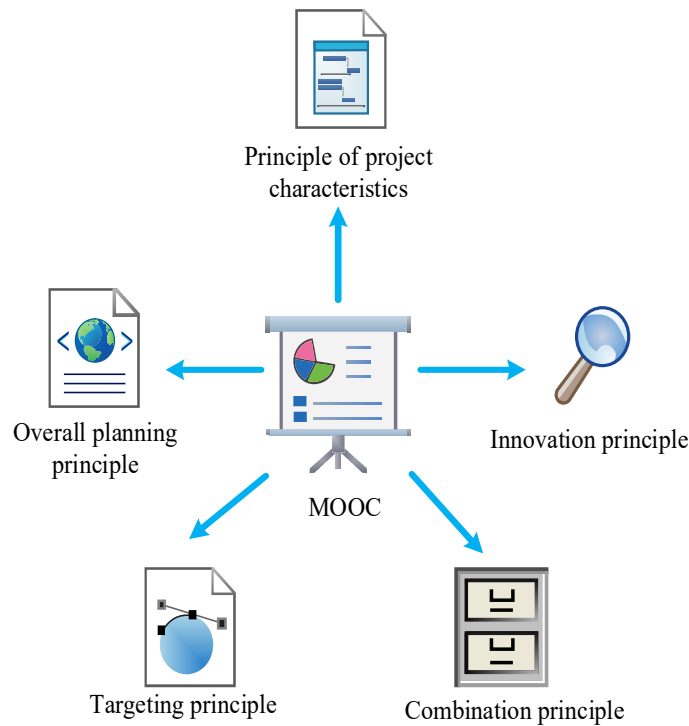 Principle of project
characteristics
Overall planning
principle
Innovation principle
MOOC
Targeting principle
Combination principle